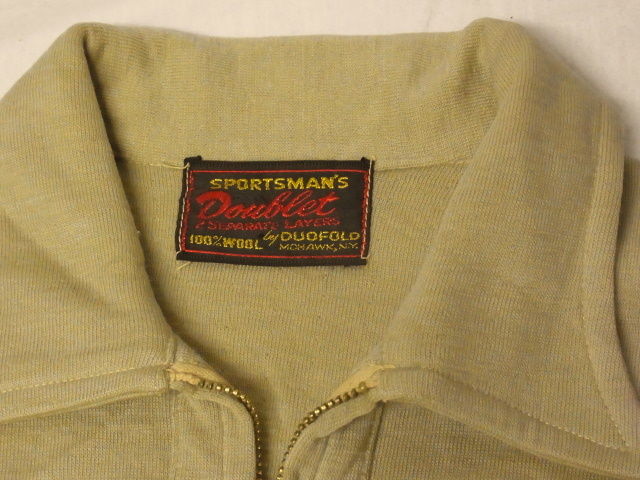 SPORTSMAN'S
Doublet
2 SEPARATE LAYERS
100% WOOL by DUOFOLD
MOHAWK, N.Y.